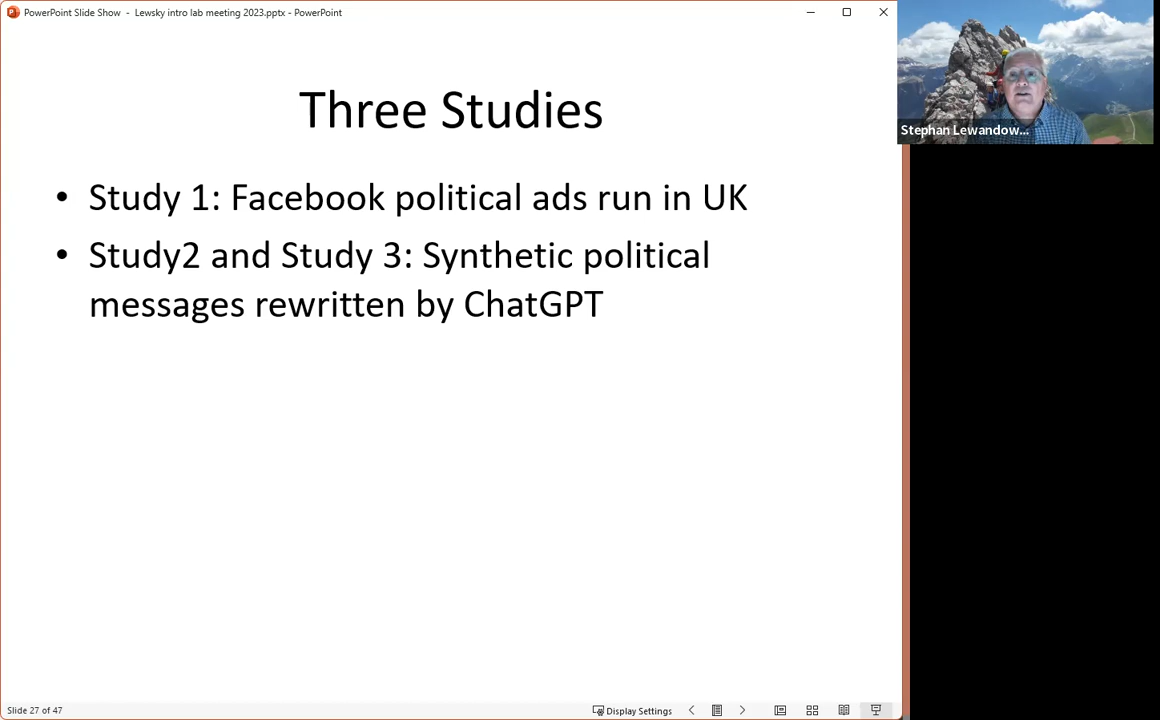 PowerPoint Slide Show - Lewsky intro lab meeting 2023.pptx - PowerPoint
Three Studies
• Study 1: Facebook political ads run in UK
• Study2 and Study 3: Synthetic political
messages rewritten by ChatGPT
Stephan Lewandow...
Slide 27 of 47
Display Settings